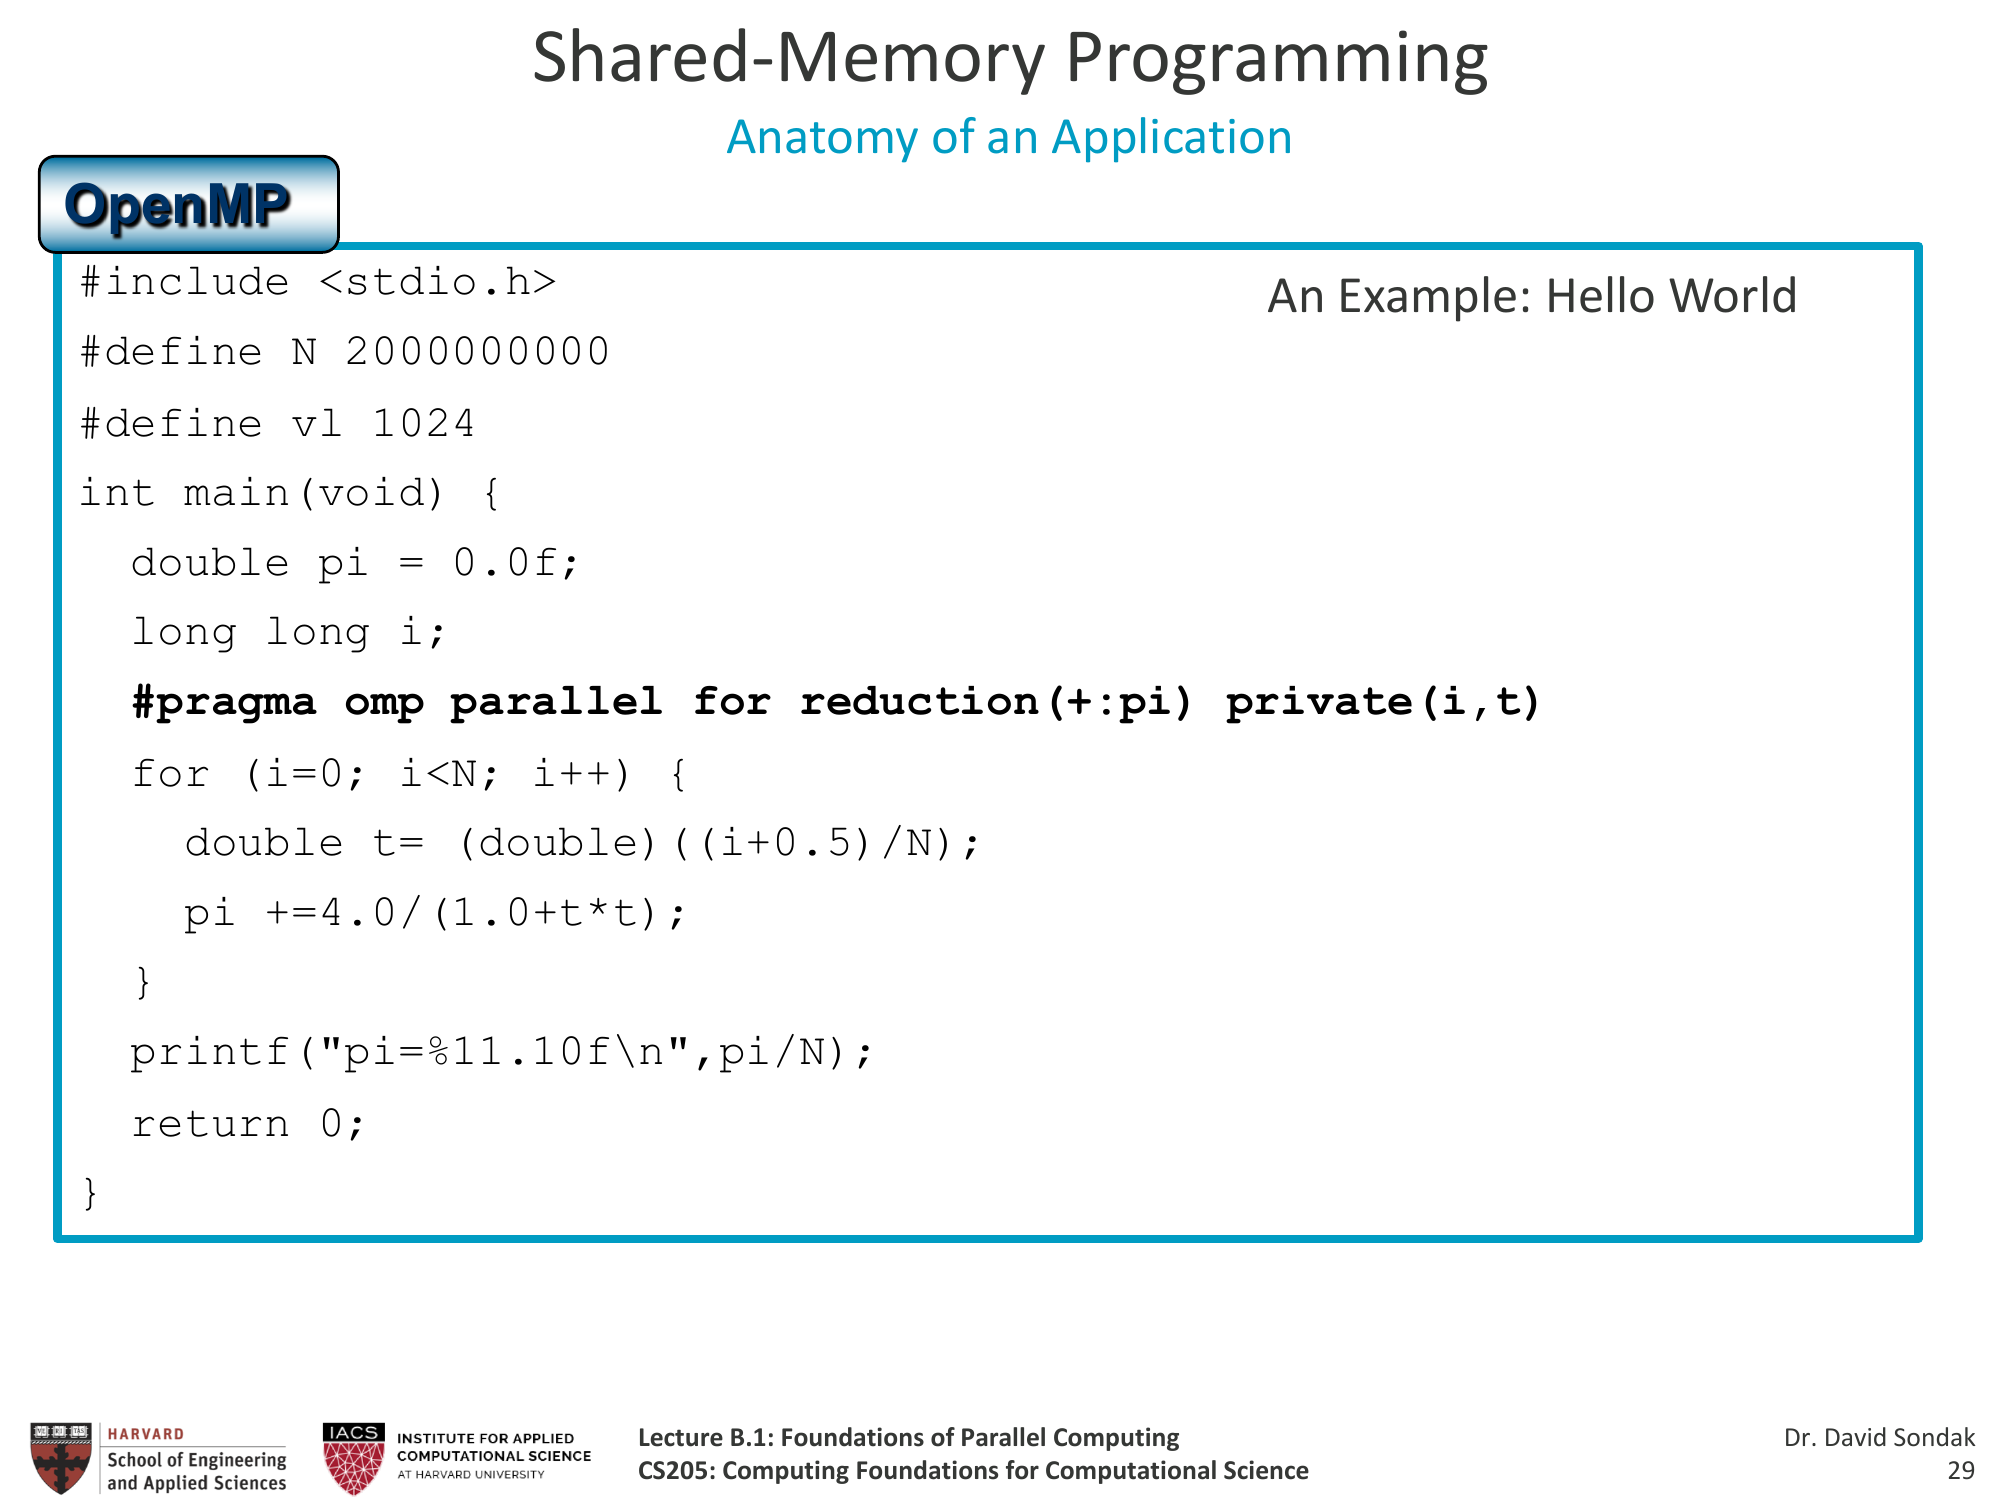 Shared-Memory Programming
Anatomy of an Application
OpenMP
An Example: Hello World
#include <stdio.h>
#define N 2000000000
#define vl 1024
int main(void) {
  double pi = 0.0f;
  long long i;
  #pragma omp parallel for reduction(+:pi) private(i,t)
  for (i=0; i<N; i++) {
    double t= (double)((i+0.5)/N);
    pi +=4.0/(1.0+t*t);
  }
  printf("pi=%11.10f\n",pi/N);
  return 0;
}
HARVARD
School of Engineering
and Applied Sciences
IACS
INSTITUTE FOR APPLIED
COMPUTATIONAL SCIENCE
AT HARVARD UNIVERSITY
Lecture B.1: Foundations of Parallel Computing
CS205: Computing Foundations for Computational Science
Dr. David Sondak
29